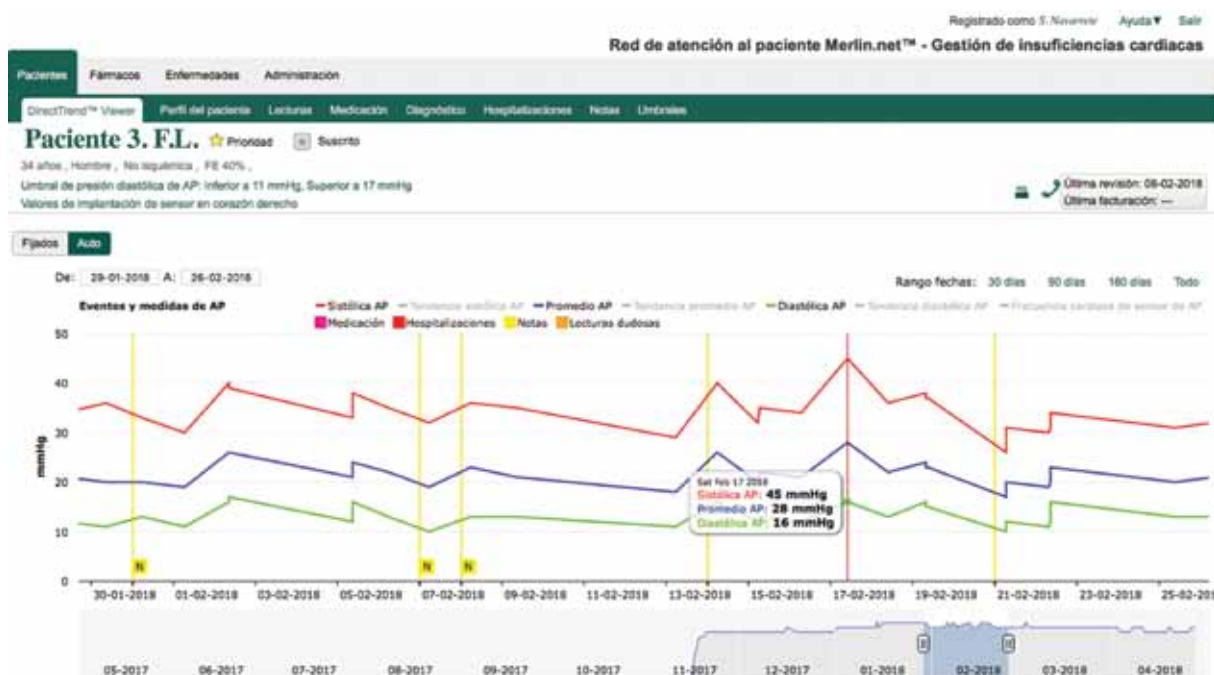 Registrado como S. Navarrete Ayuda▼ Salir
Red de atención al paciente Merlin.net™ - Gestión de insuficiencias cardiacas
Pacientes Fármacos Enfermedades Administración
DirectTrend™ Viewer Perfil del paciente Lecturas Medicación Diagnóstico Hospitalizaciones Notas Umbrales
Paciente 3. F.L. Prioridad Suscrito
34 años , Hombre , No isquémica , FE 40% ,
Umbral de presión diastólica de AP: Inferior a 11 mmHg, Superior a 17 mmHg
Valores de implantación de sensor en corazón derecho
Última revisión: 08-02-2018
Última facturación: ---
Fijados Auto
De: 29-01-2018 A: 26-02-2018
Rango fechas: 30 días 90 días 180 días Todo
Eventos y medidas de AP
Sistólica AP Tendencia sistólica AP Promedio AP Tendencia promedio AP Diastólica AP Tendencia diastólica AP Frecuencia cardiaca de sensor de AP
Medicación Hospitalizaciones Notas Lecturas dudosas
50
40
30
20
10
0
mmHg
Sat Feb 17 2018
Sistólica AP: 45 mmHg
Promedio AP: 28 mmHg
Diastólica AP: 16 mmHg
N N N
30-01-2018 01-02-2018 03-02-2018 05-02-2018 07-02-2018 09-02-2018 11-02-2018 13-02-2018 15-02-2018 17-02-2018 19-02-2018 21-02-2018 23-02-2018 25-02-201
05-2017 06-2017 07-2017 08-2017 09-2017 10-2017 11-2017 12-2017 01-2018 02-2018 03-2018 04-2018